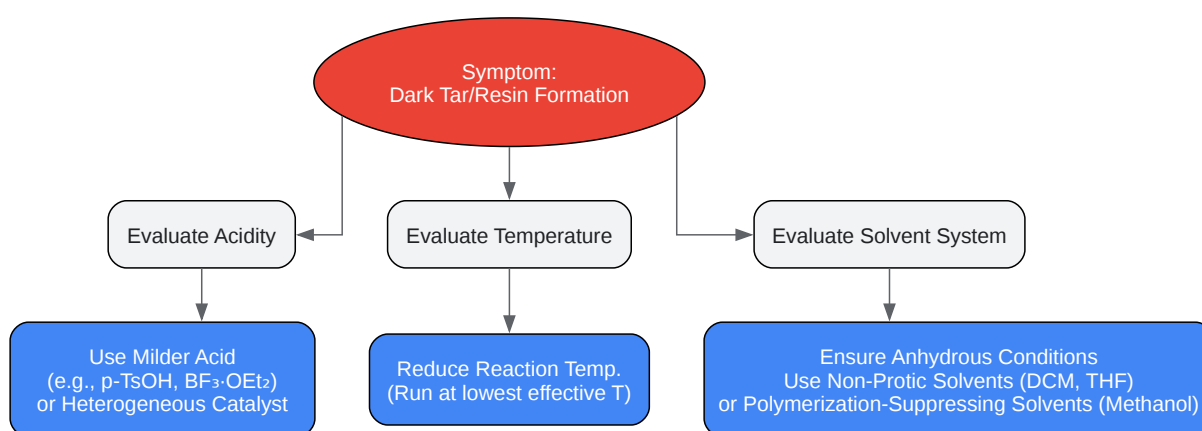 Symptom:
Dark Tar/Resin Formation
Evaluate Acidity
Evaluate Temperature
Evaluate Solvent System
Use Milder Acid
(e.g., p-TsOH, BF₃·OEt₂)
or Heterogeneous Catalyst
Reduce Reaction Temp.
(Run at lowest effective T)
Ensure Anhydrous Conditions
Use Non-Protic Solvents (DCM, THF)
or Polymerization-Suppressing Solvents (Methanol)